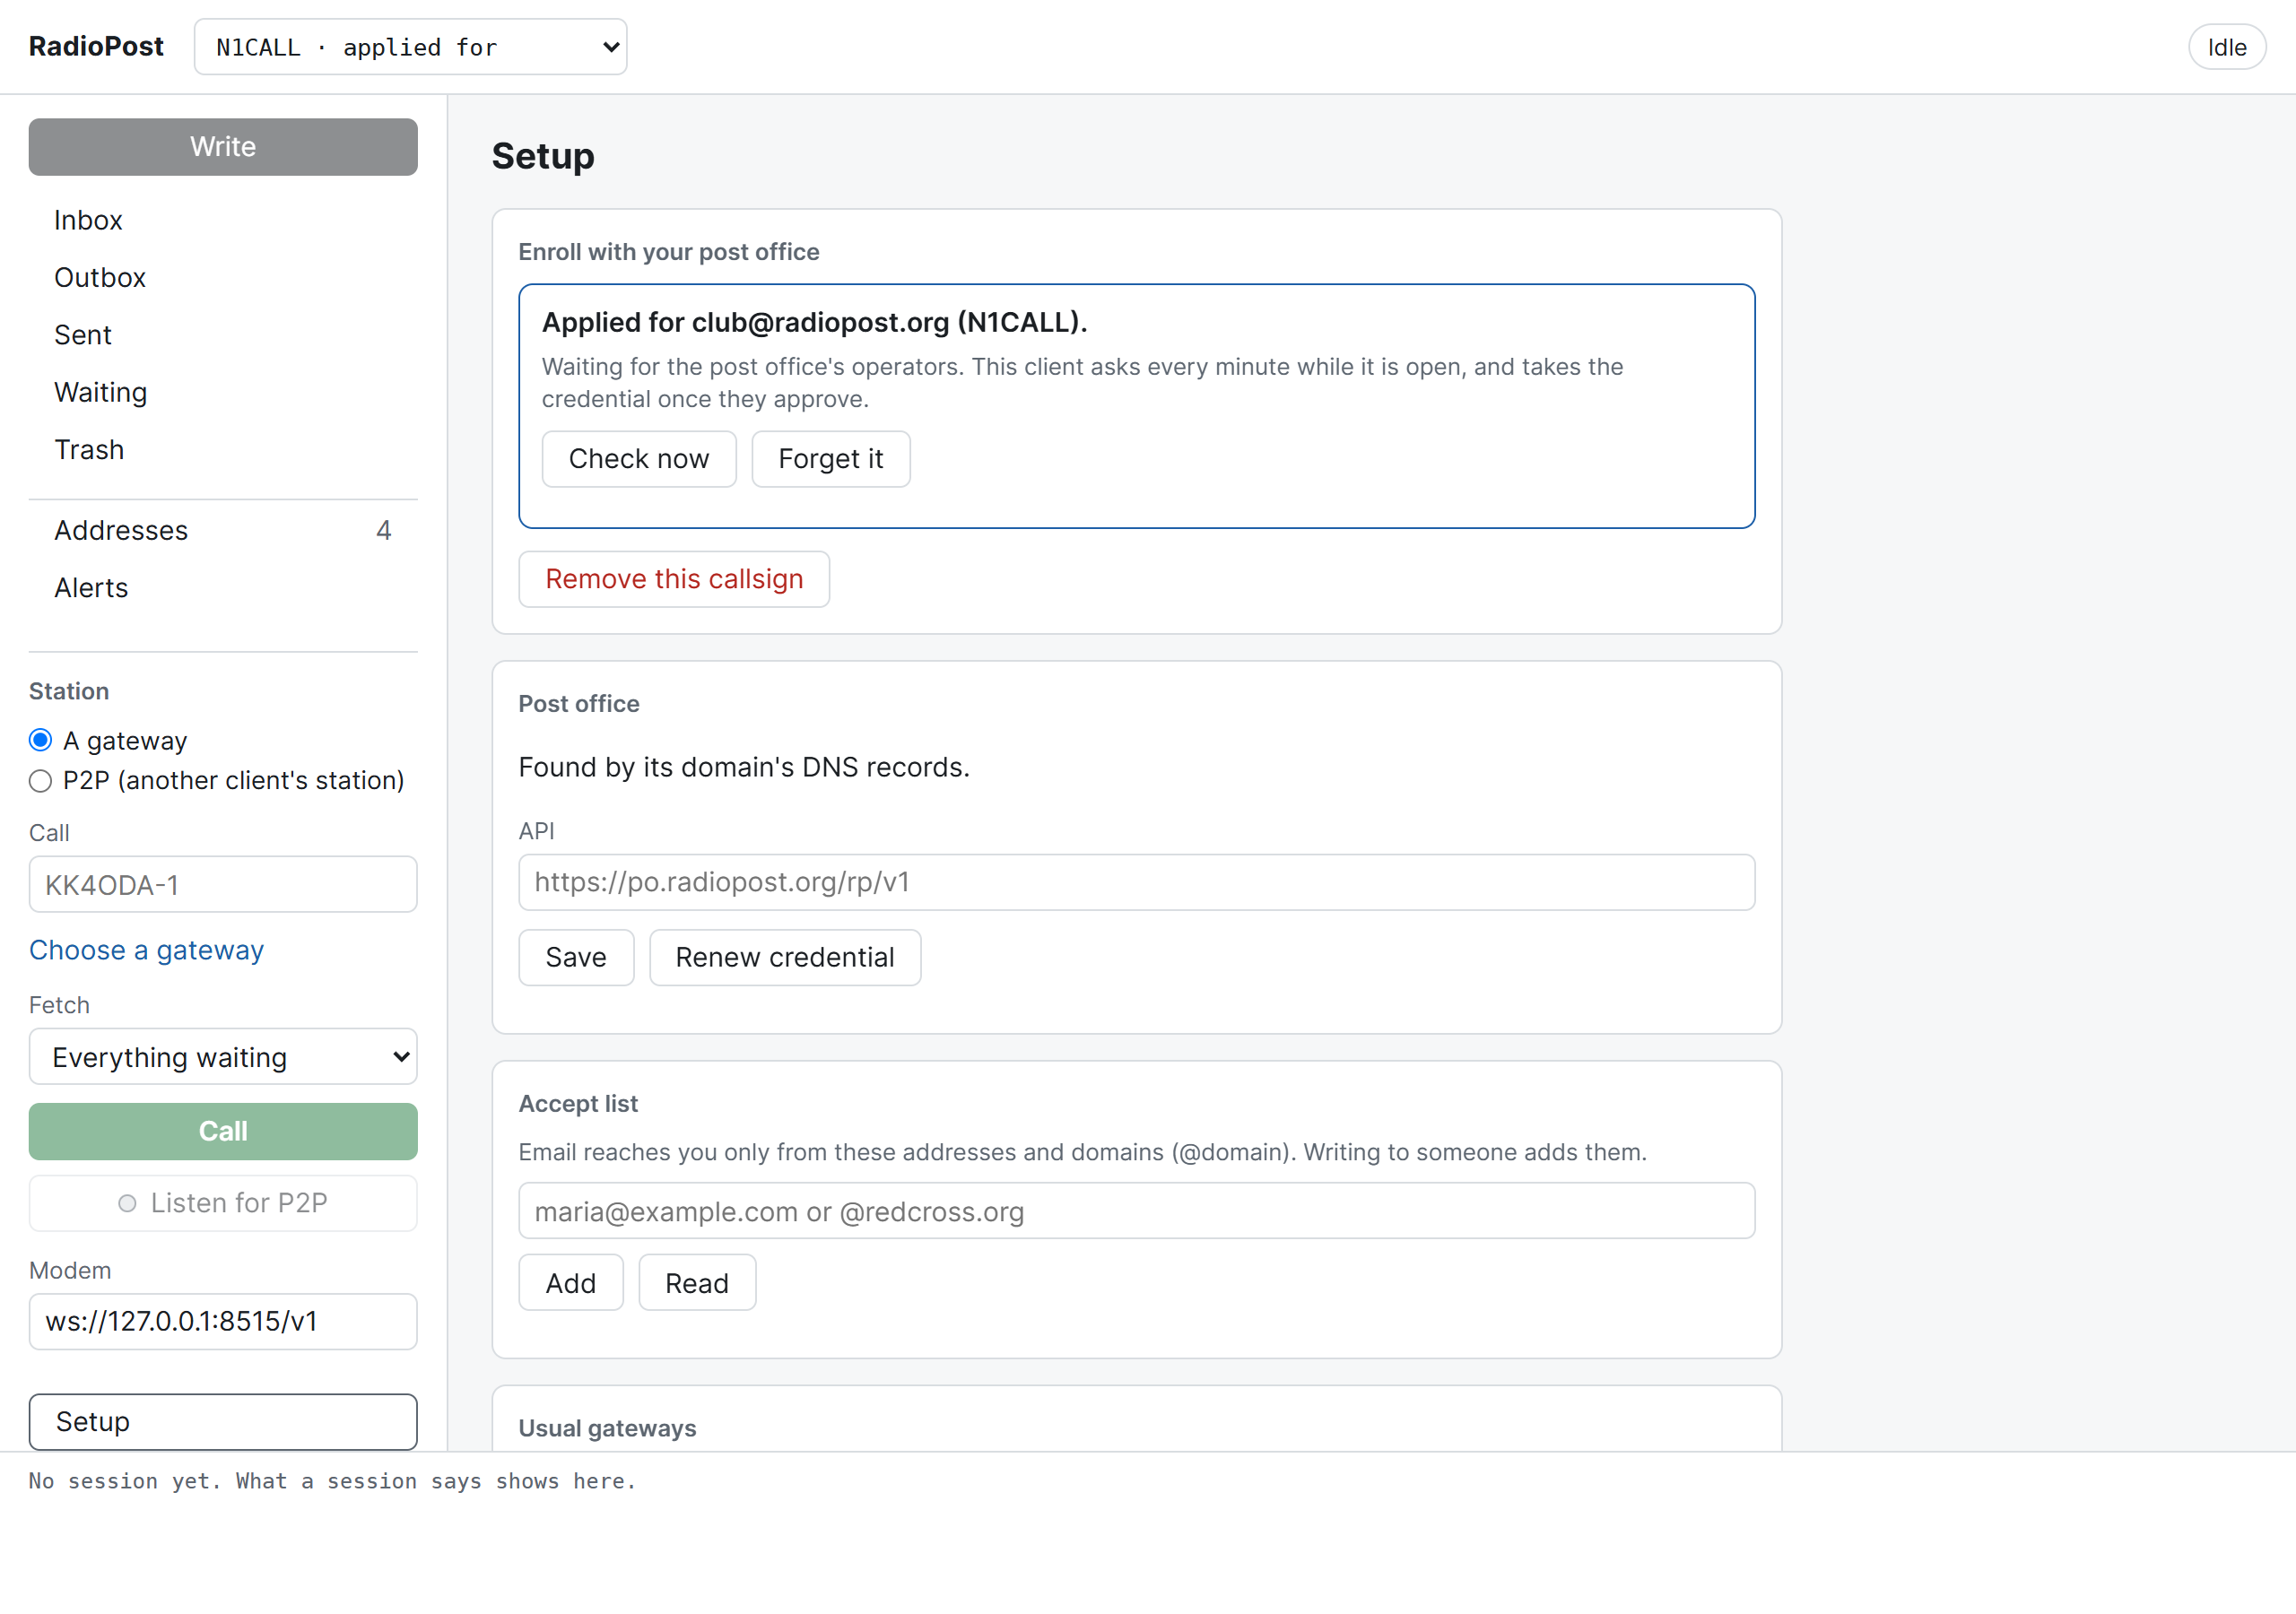 RadioPost
N1CALL · applied for
Idle
Write
Inbox
Outbox
Sent
Waiting
Trash
Addresses 4
Alerts
Station
A gateway
P2P (another client's station)
Call
KK4ODA-1
Choose a gateway
Fetch
Everything waiting
Call
Listen for P2P
Modem
ws://127.0.0.1:8515/v1
Setup
Setup
Enroll with your post office
Applied for club@radiopost.org (N1CALL).
Waiting for the post office's operators. This client asks every minute while it is open, and takes the
credential once they approve.
Check now Forget it
Remove this callsign
Post office
Found by its domain's DNS records.
API
https://po.radiopost.org/rp/v1
Save Renew credential
Accept list
Email reaches you only from these addresses and domains (@domain). Writing to someone adds them.
maria@example.com or @redcross.org
Add Read
Usual gateways
No session yet. What a session says shows here.